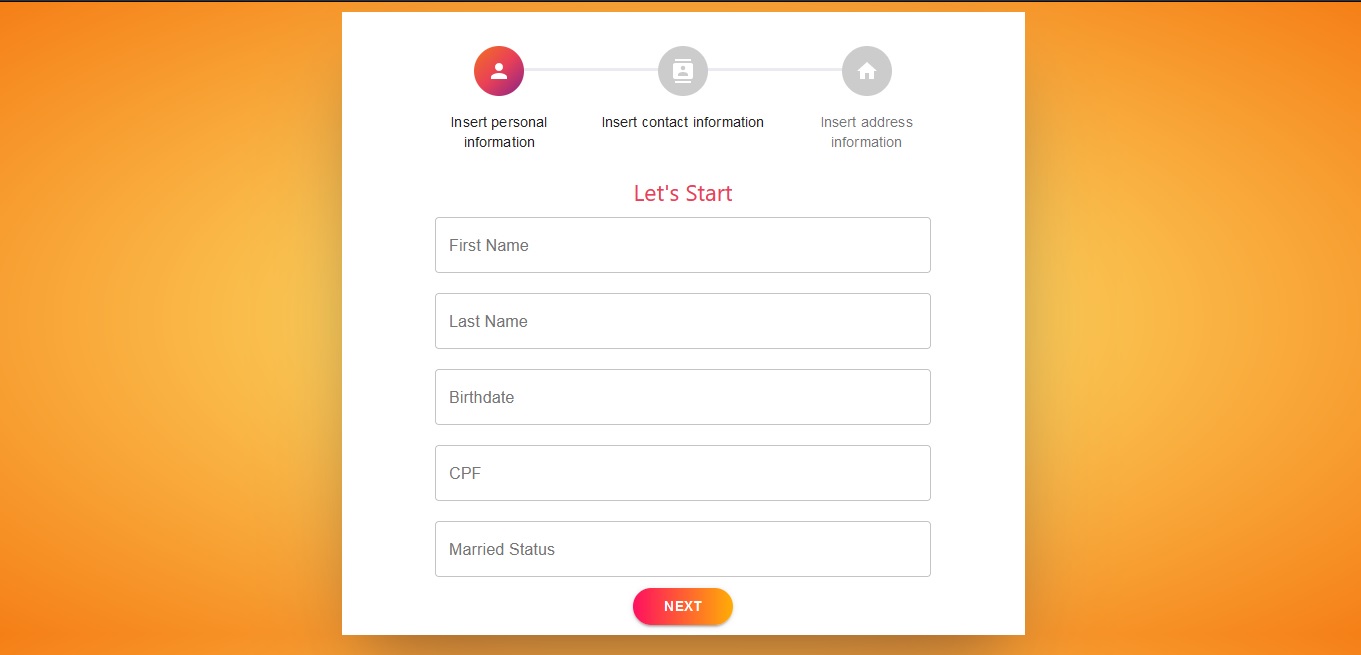 Insert personal
information
Insert contact information
Insert address
information
Let's Start
First Name
Last Name
Birthdate
CPF
Married Status
NEXT